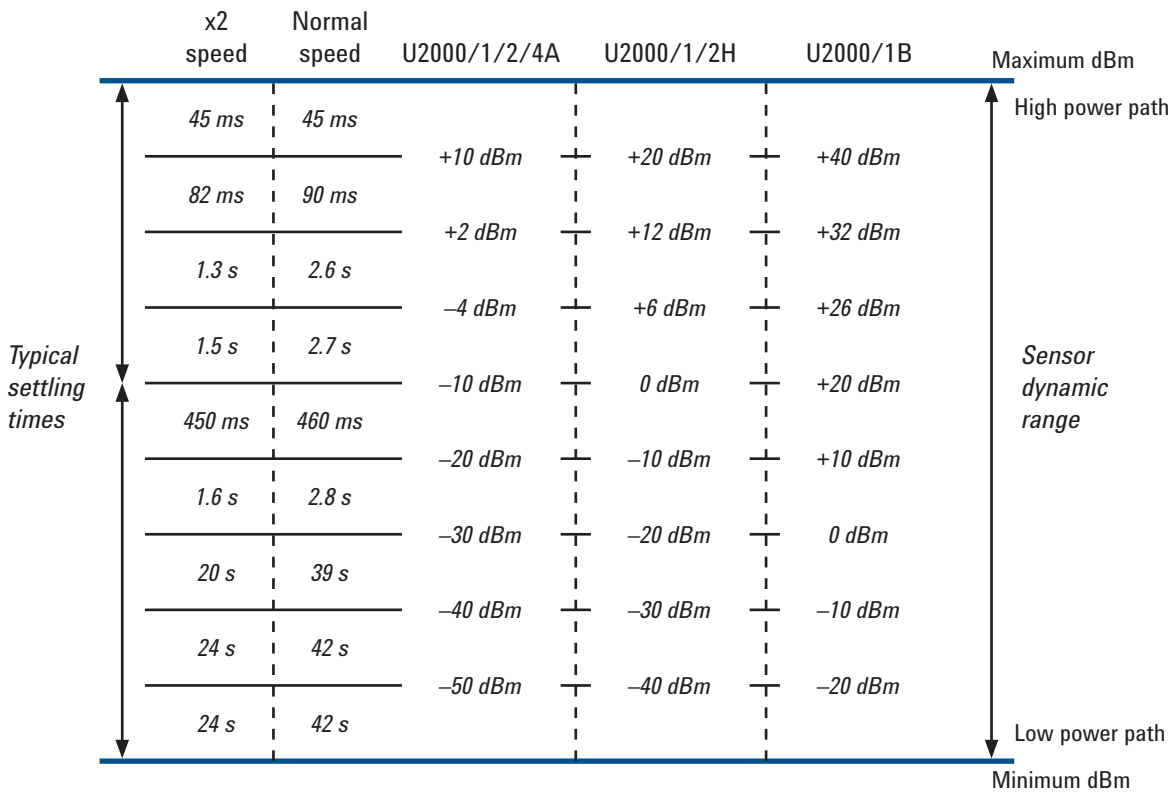 x2 speed
Normal speed
U2000/1/2/4A
U2000/1/2H
U2000/1B
Maximum dBm
High power path
45 ms 45 ms
+10 dBm +20 dBm +40 dBm
82 ms 90 ms
+2 dBm +12 dBm +32 dBm
1.3 s 2.6 s
–4 dBm +6 dBm +26 dBm
1.5 s 2.7 s
Typical
settling
times
–10 dBm 0 dBm +20 dBm
Sensor
dynamic
range
450 ms 460 ms
–20 dBm –10 dBm +10 dBm
1.6 s 2.8 s
–30 dBm –20 dBm 0 dBm
20 s 39 s
–40 dBm –30 dBm –10 dBm
24 s 42 s
–50 dBm –40 dBm –20 dBm
24 s 42 s
Low power path
Minimum dBm